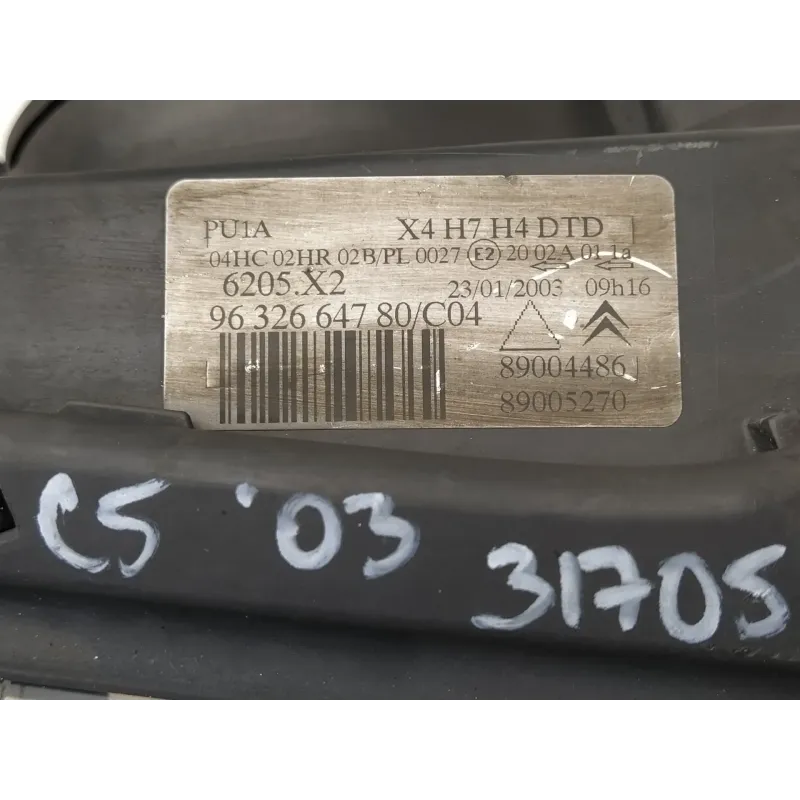 PU1A X4 H7 H4 DTD
04HC 02HR 02B/PL 0027 E2 20 02A 01 1a
6205.X2 23/01/2003 09h16
96 326 647 80/C04
89004486
89005270
C5 '03 31705